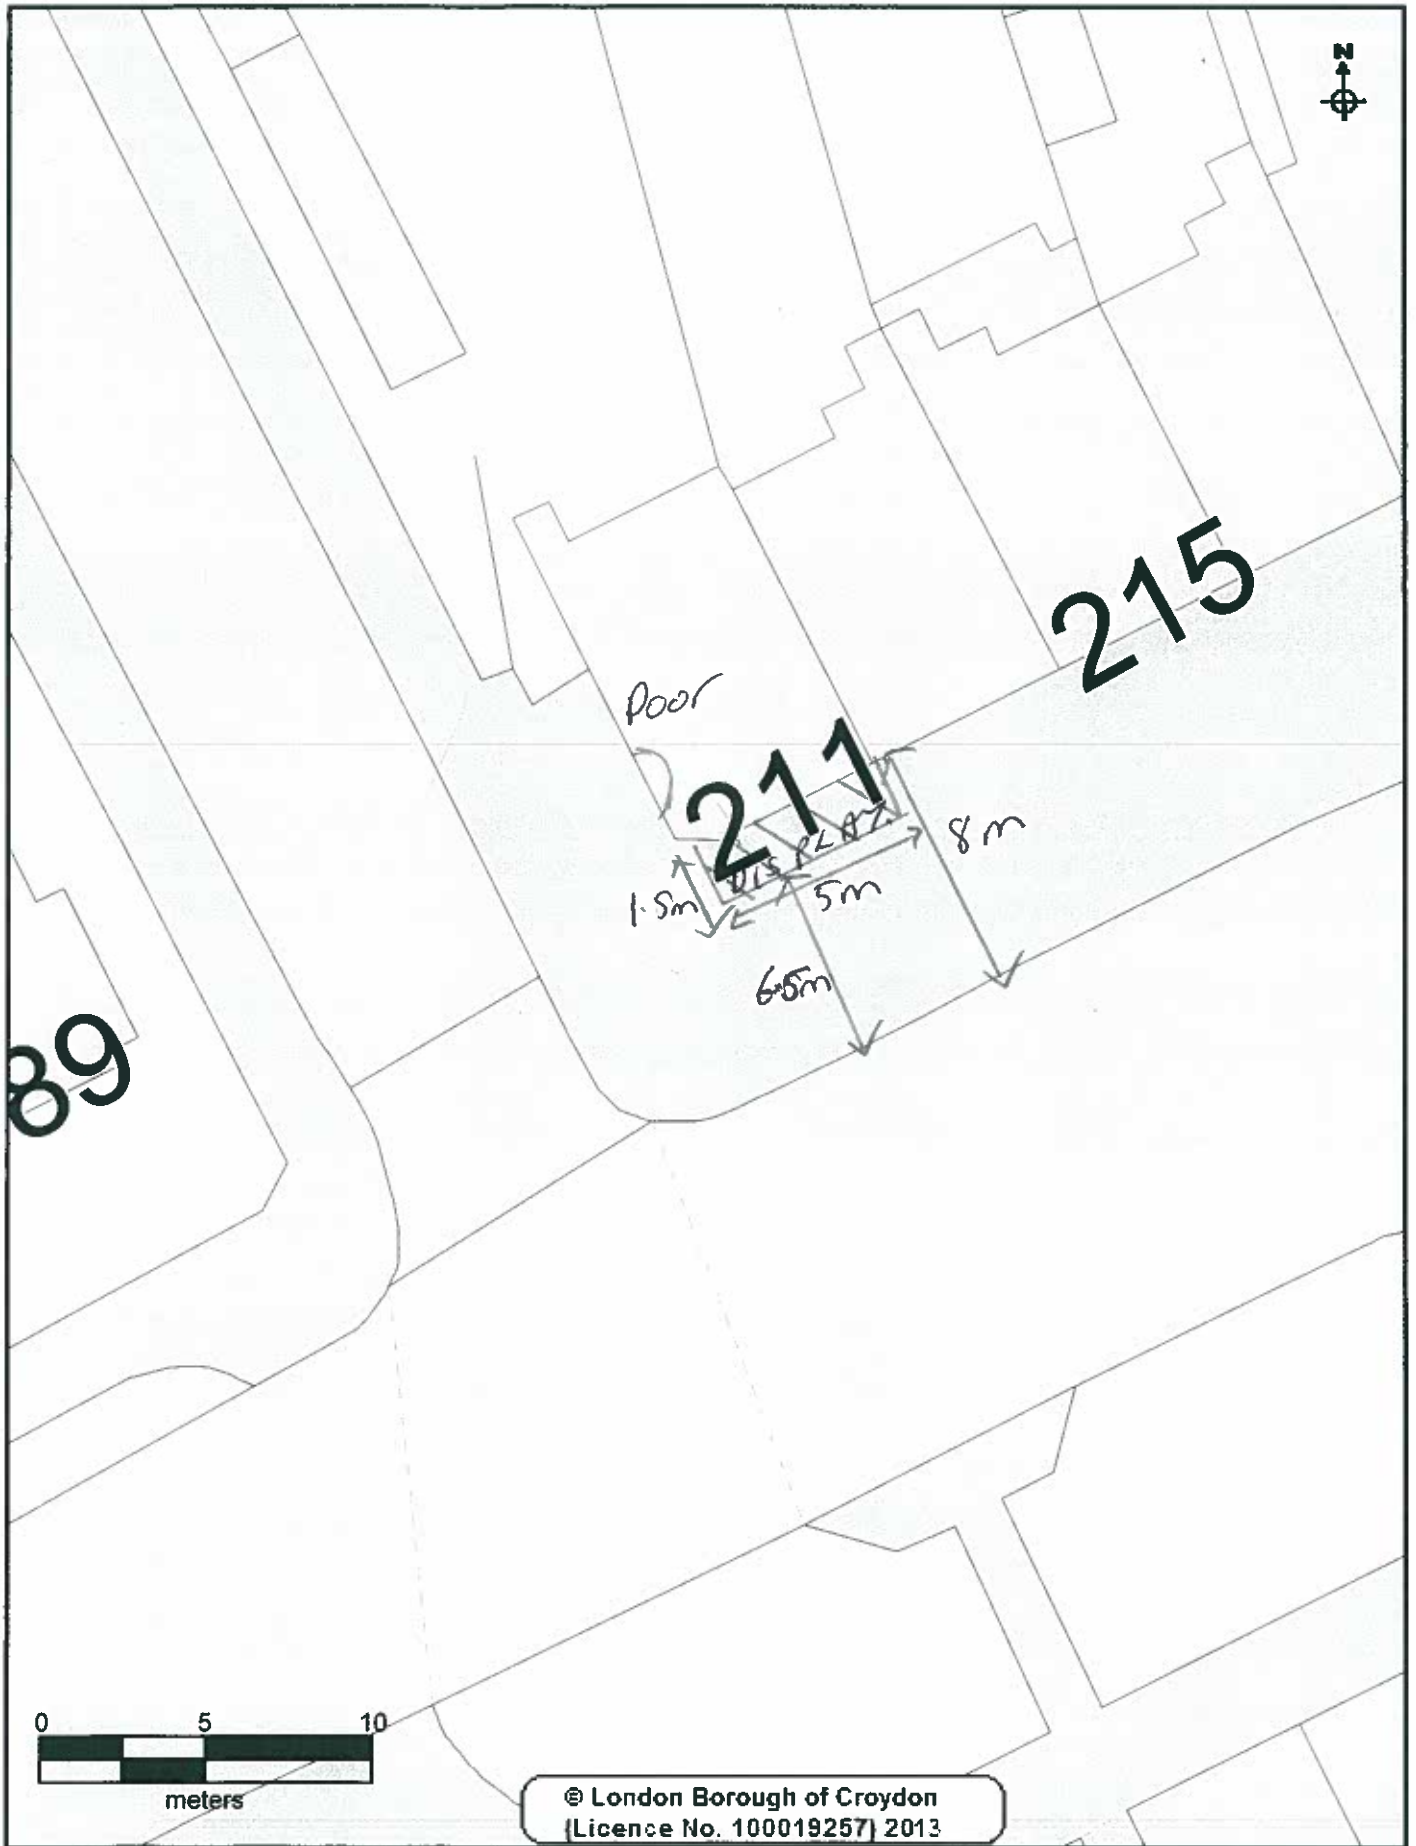 N
215
Door
211
DISPLAY
8m
1.5m
5m
6.5m
89
0 5 10
meters
© London Borough of Croydon
(Licence No. 100019257) 2013